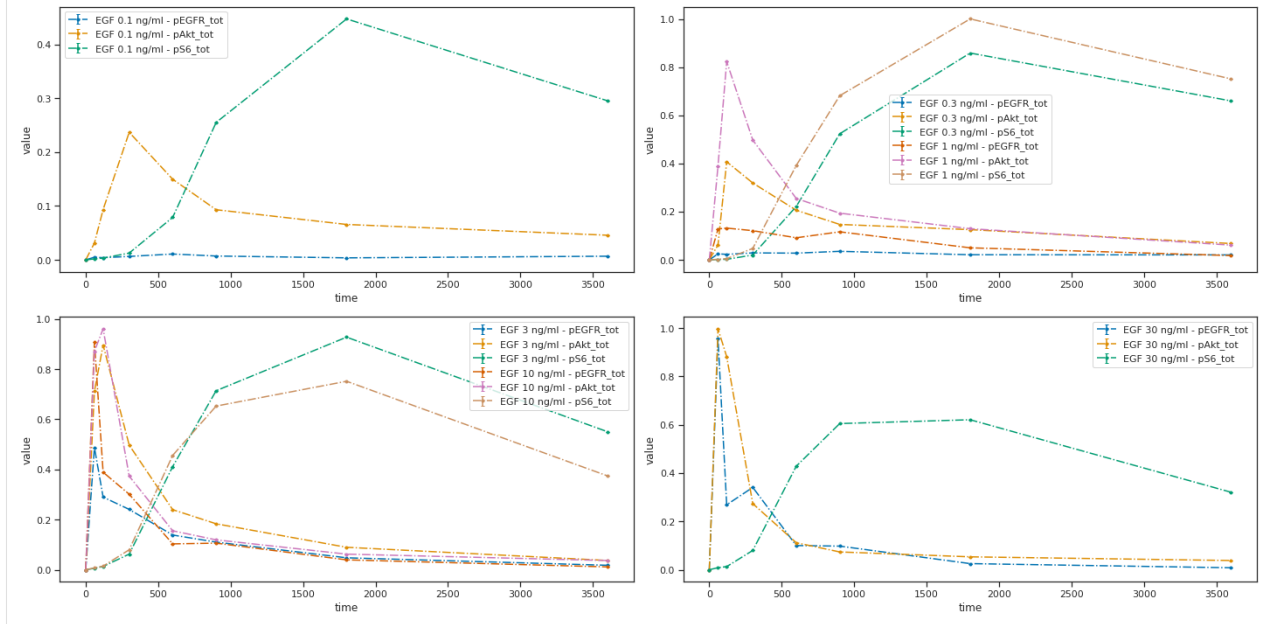 EGF 0.1 ng/ml - pEGFR_tot
EGF 0.1 ng/ml - pAkt_tot
EGF 0.1 ng/ml - pS6_tot
value
0.4
0.3
0.2
0.1
0.0
0 500 1000 1500 2000 2500 3000 3500
time
EGF 0.3 ng/ml - pEGFR_tot
EGF 0.3 ng/ml - pAkt_tot
EGF 0.3 ng/ml - pS6_tot
EGF 1 ng/ml - pEGFR_tot
EGF 1 ng/ml - pAkt_tot
EGF 1 ng/ml - pS6_tot
value
1.0
0.8
0.6
0.4
0.2
0.0
0 500 1000 1500 2000 2500 3000 3500
time
EGF 3 ng/ml - pEGFR_tot
EGF 3 ng/ml - pAkt_tot
EGF 3 ng/ml - pS6_tot
EGF 10 ng/ml - pEGFR_tot
EGF 10 ng/ml - pAkt_tot
EGF 10 ng/ml - pS6_tot
value
1.0
0.8
0.6
0.4
0.2
0.0
0 500 1000 1500 2000 2500 3000 3500
time
EGF 30 ng/ml - pEGFR_tot
EGF 30 ng/ml - pAkt_tot
EGF 30 ng/ml - pS6_tot
value
1.0
0.8
0.6
0.4
0.2
0.0
0 500 1000 1500 2000 2500 3000 3500
time